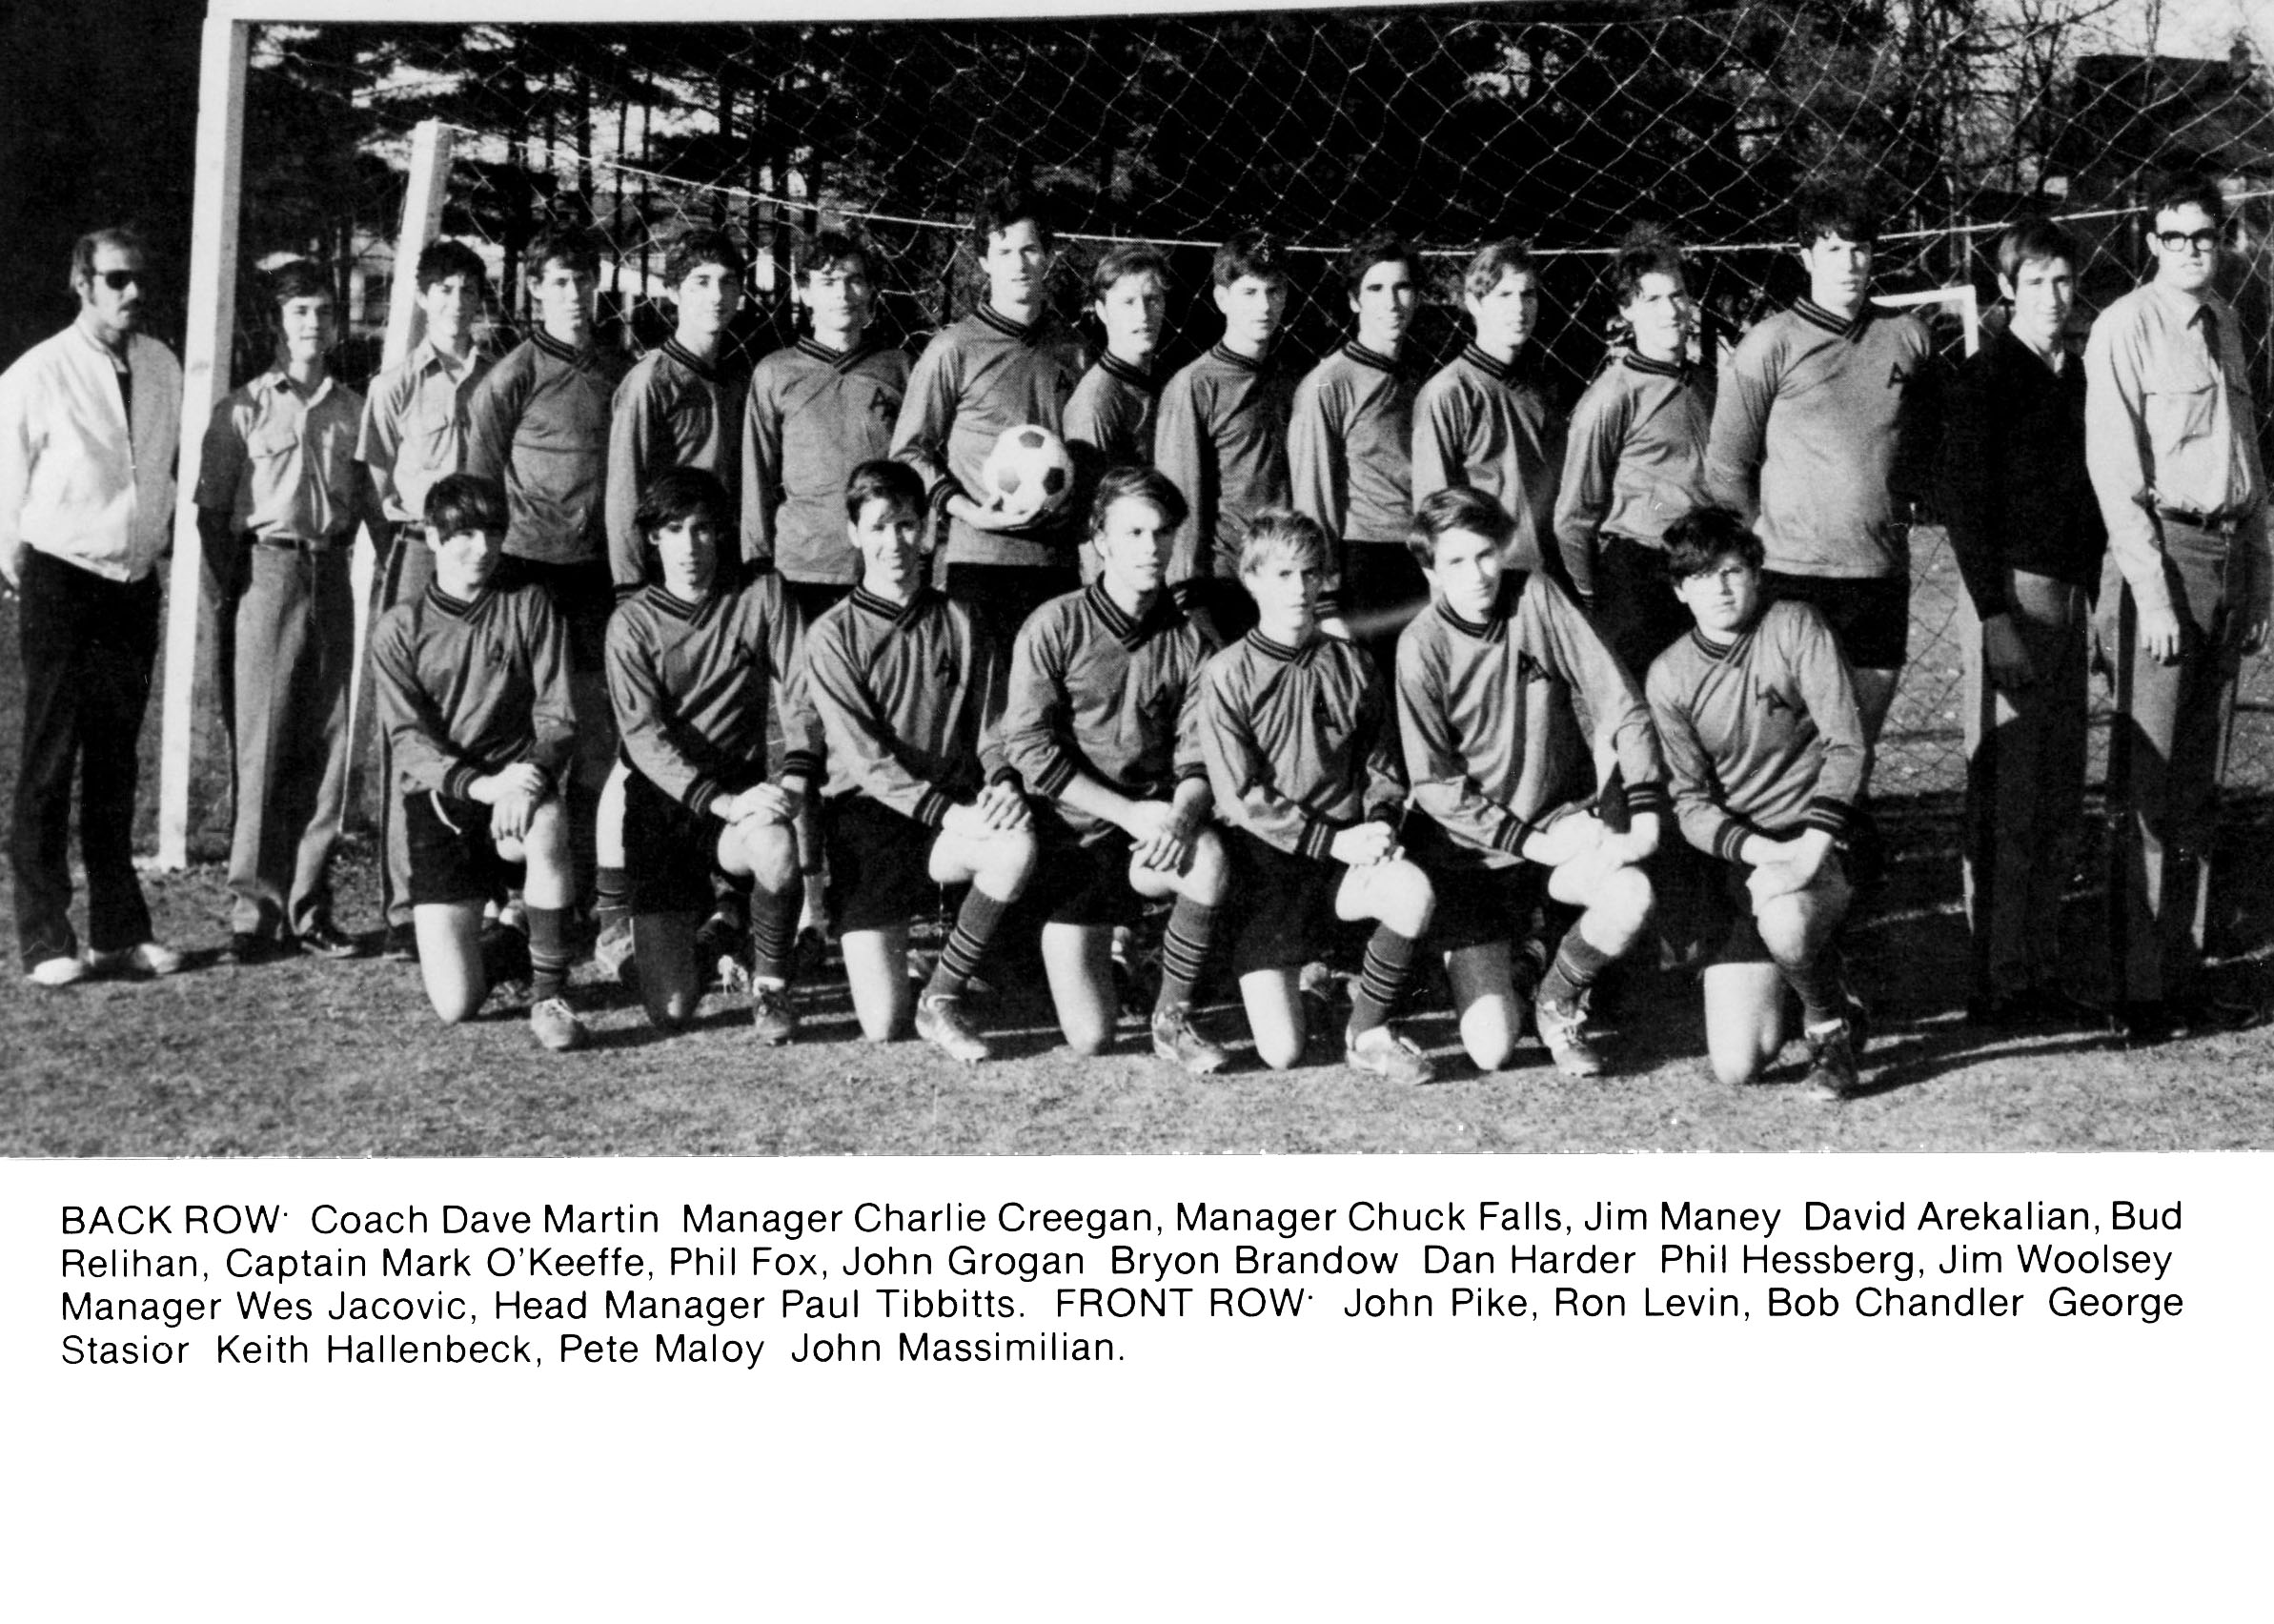 BACK ROW· Coach Dave Martin Manager Charlie Creegan, Manager Chuck Falls, Jim Maney David Arekalian, Bud
Relihan, Captain Mark O'Keeffe, Phil Fox, John Grogan Bryon Brandow Dan Harder Phil Hessberg, Jim Woolsey
Manager Wes Jacovic, Head Manager Paul Tibbitts. FRONT ROW· John Pike, Ron Levin, Bob Chandler George
Stasior Keith Hallenbeck, Pete Maloy John Massimilian.